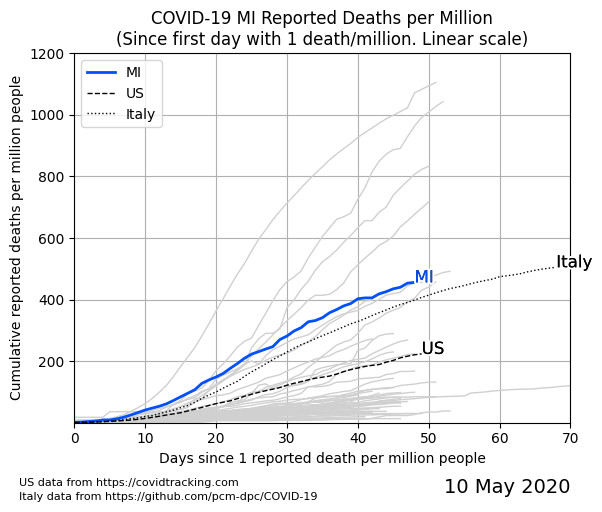 COVID-19 MI Reported Deaths per Million
(Since first day with 1 death/million. Linear scale)
Cumulative reported deaths per million people
1200
1000
800
600
400
200
MI
US
Italy
Italy
MI
US
0 10 20 30 40 50 60 70
Days since 1 reported death per million people
US data from https://covidtracking.com
Italy data from https://github.com/pcm-dpc/COVID-19
10 May 2020